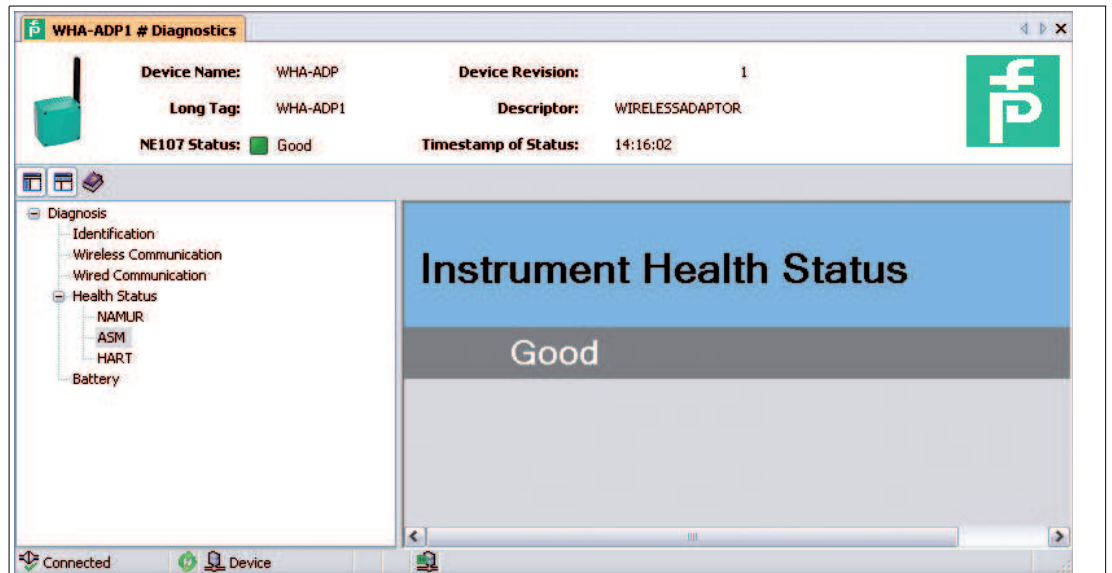 WHA-ADP1 # Diagnostics
Device Name: WHA-ADP Device Revision: 1
Long Tag: WHA-ADP1 Descriptor: WIRELESSADAPTOR
NE107 Status: Good Timestamp of Status: 14:16:02
Diagnosis
Identification
Wireless Communication
Wired Communication
Health Status
NAMUR
ASM
HART
Battery
Instrument Health Status
Good
Connected Device